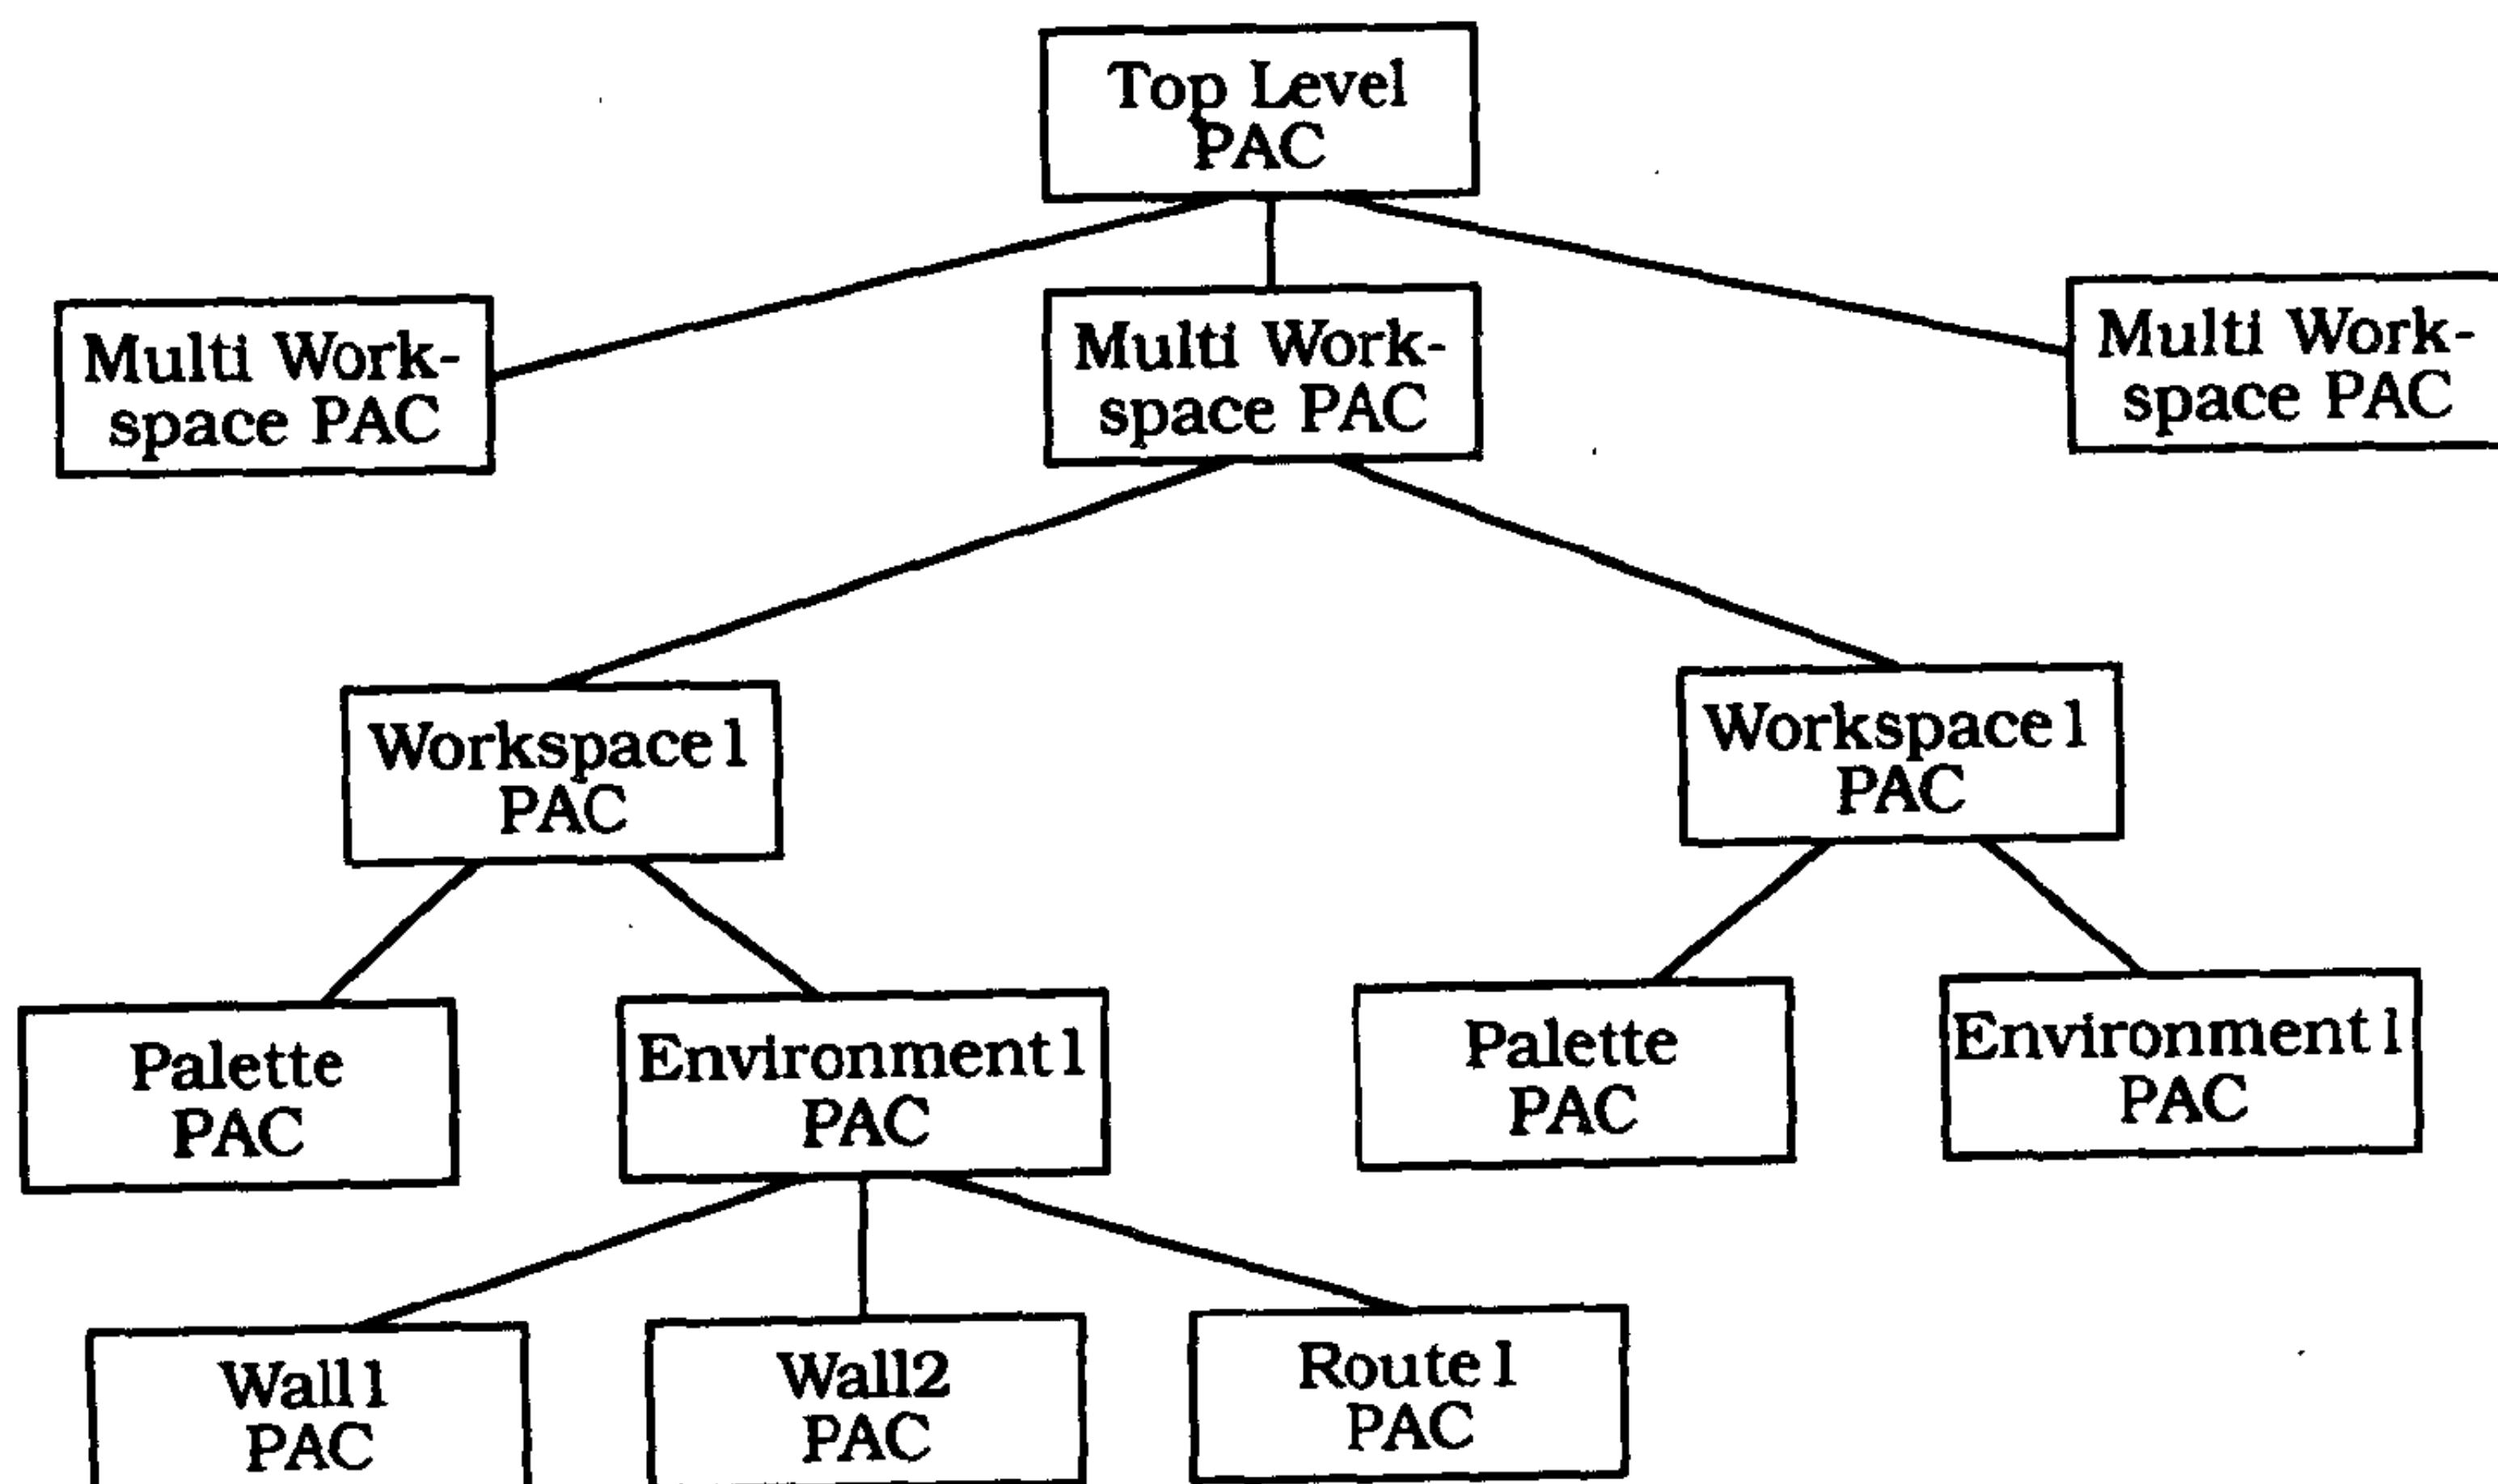 Top Level
PAC
Multi Work-
space PAC
Multi Work-
space PAC
Multi Work-
space PAC
Workspace1
PAC
Workspace1
PAC
Palette
PAC
Environment1
PAC
Palette
PAC
Environment1
PAC
Wall1
PAC
Wall2
PAC
Route1
PAC